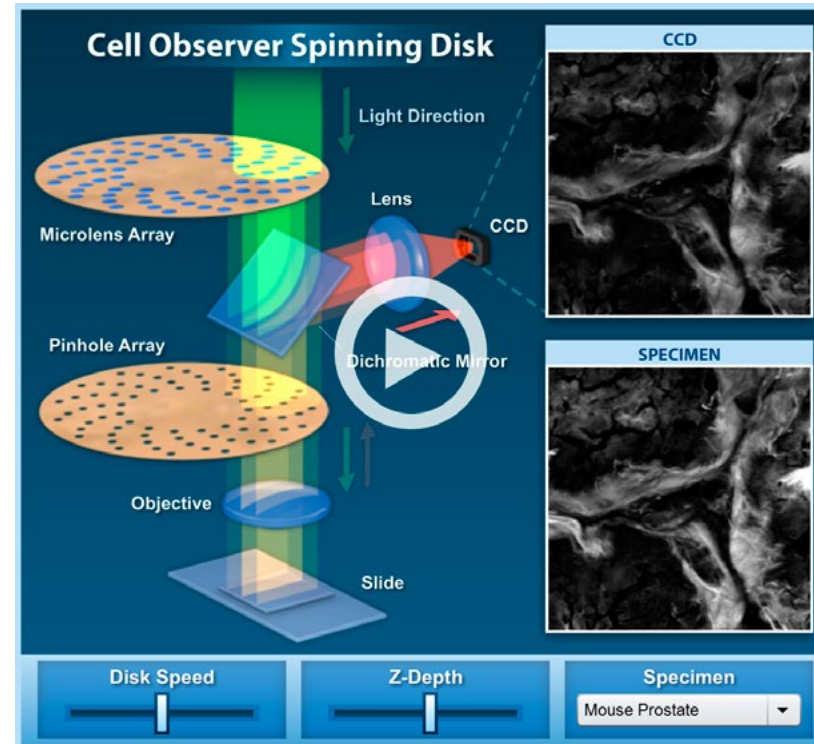 Cell Observer Spinning Disk
CCD
Light Direction
Lens
CCD
Microlens Array
Pinhole Array
Dichromatic Mirror
SPECIMEN
Objective
Slide
Disk Speed
Z-Depth
Specimen
Mouse Prostate